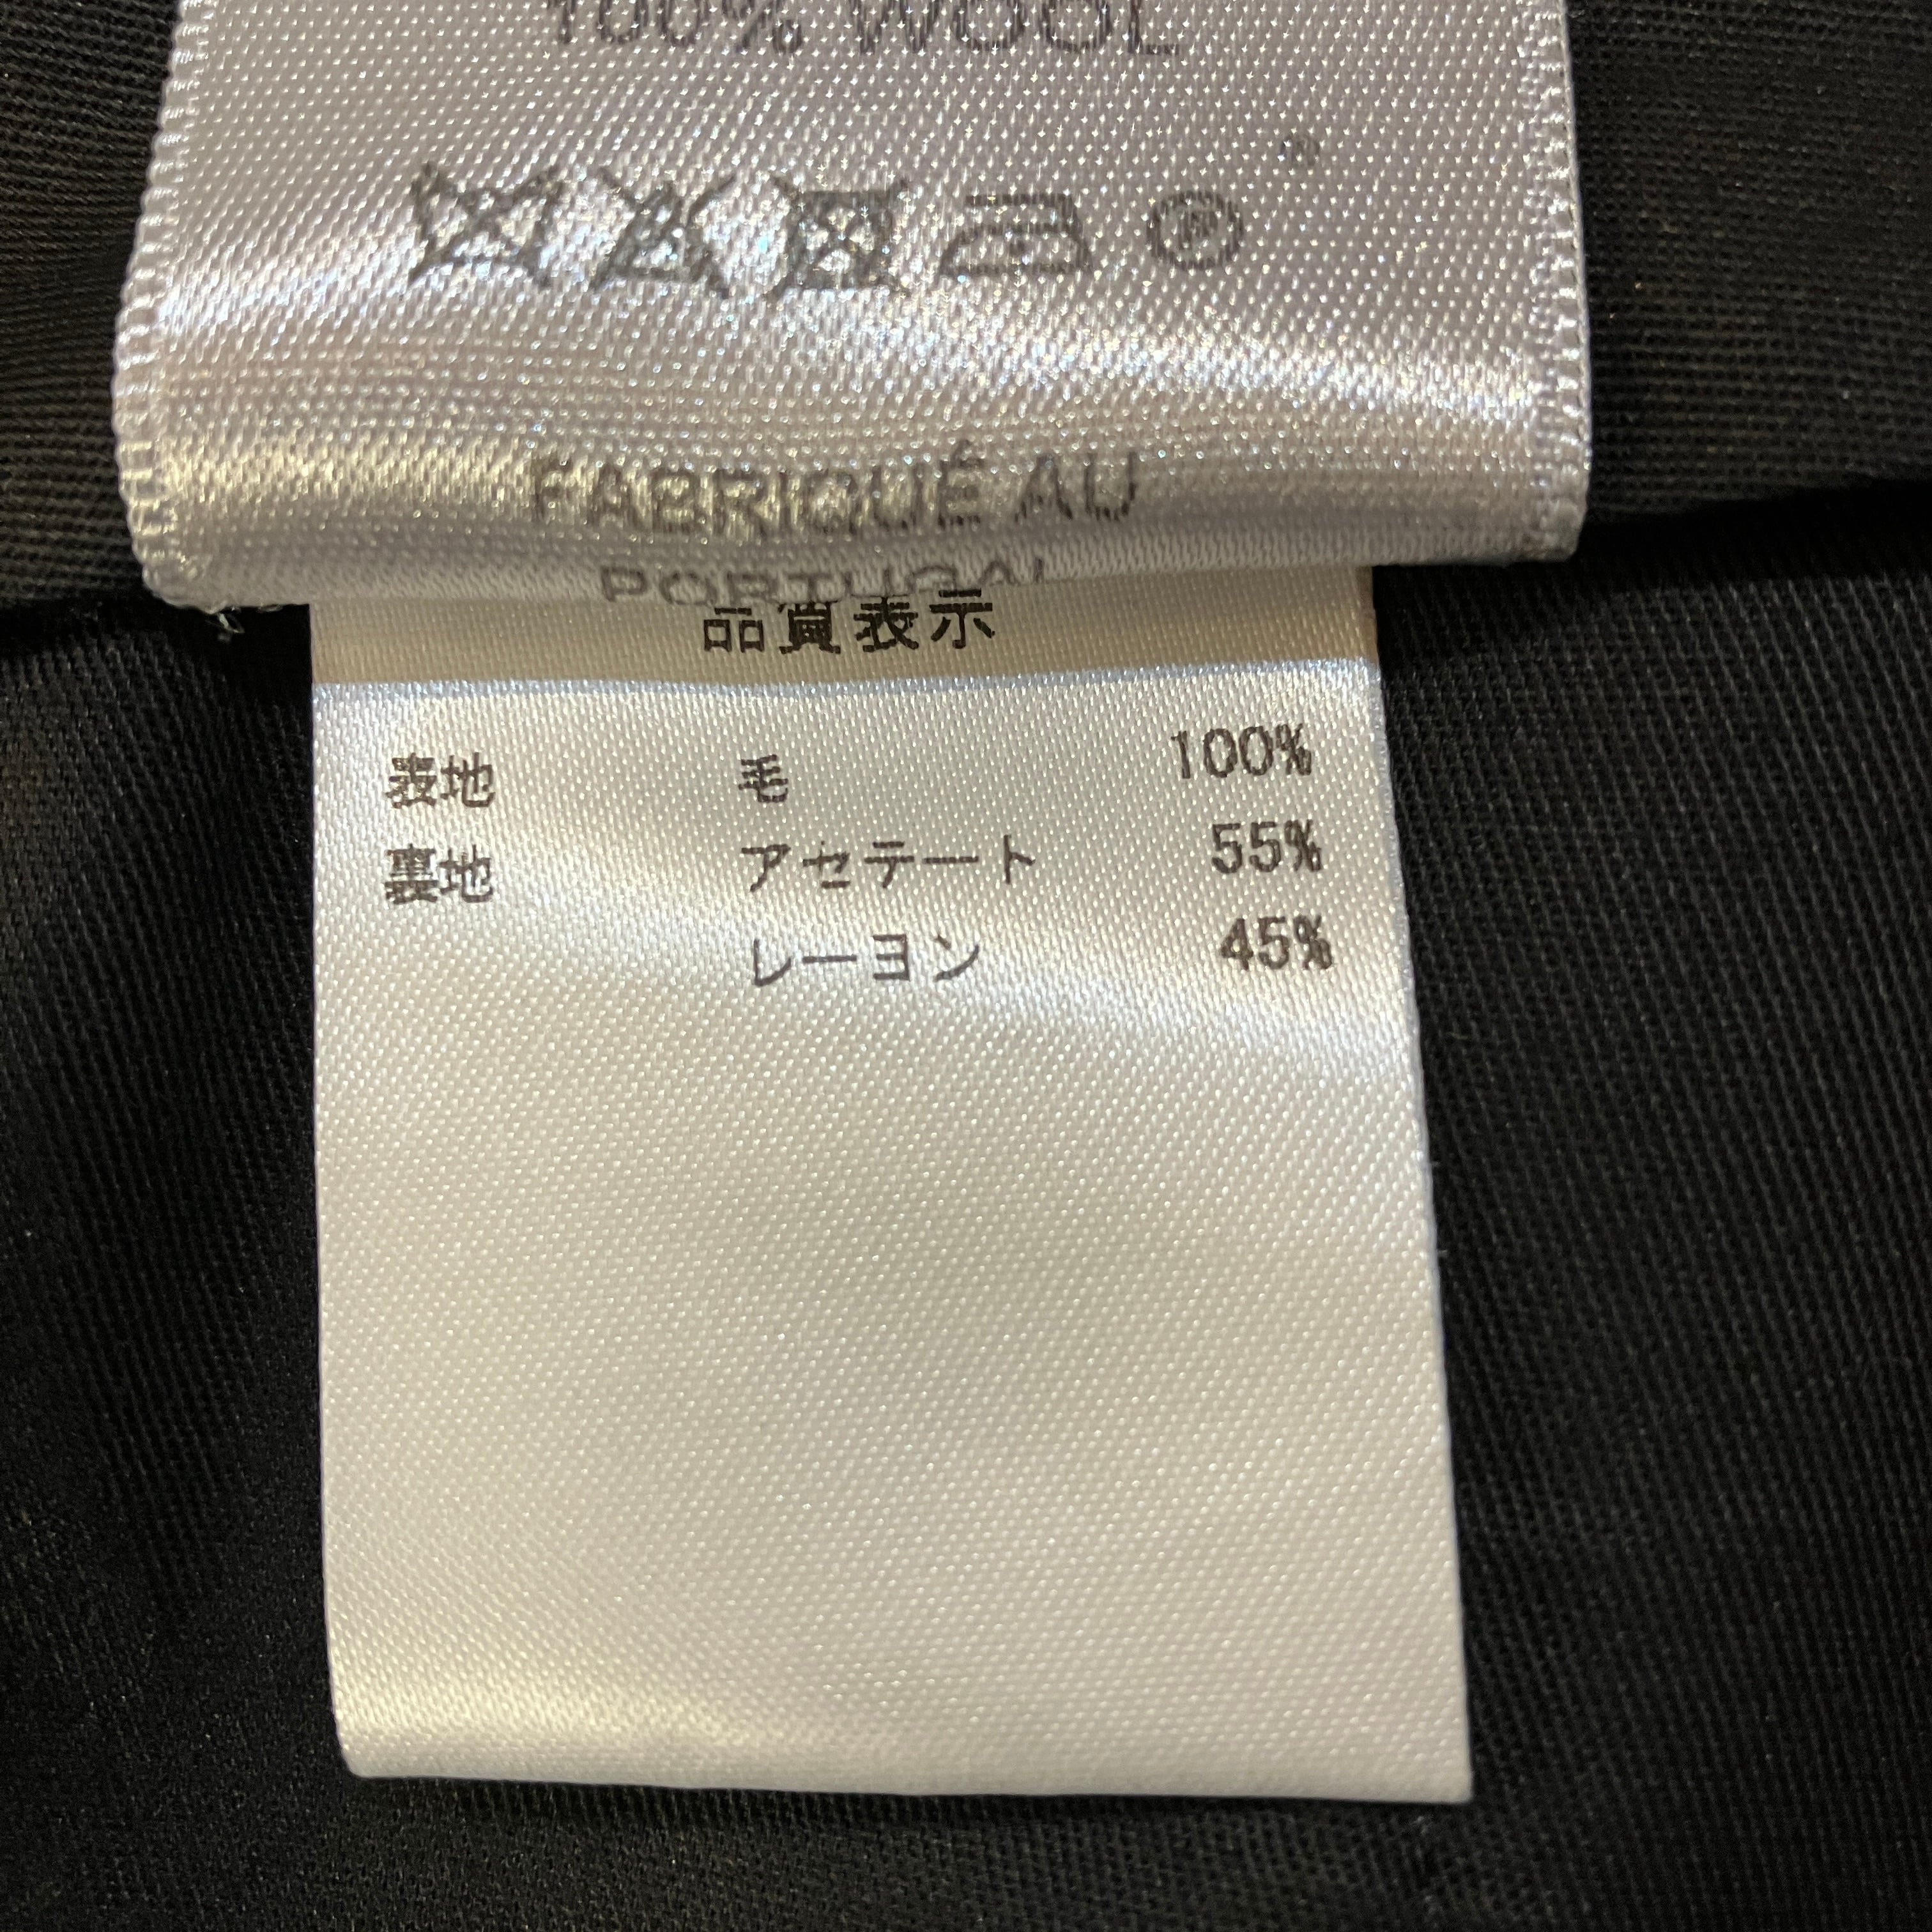 100% WOOL
FABRIQUÉ AU
PORTUGAL
品質表示
表地 毛 100%
裏地 アセテート 55%
レーヨン 45%